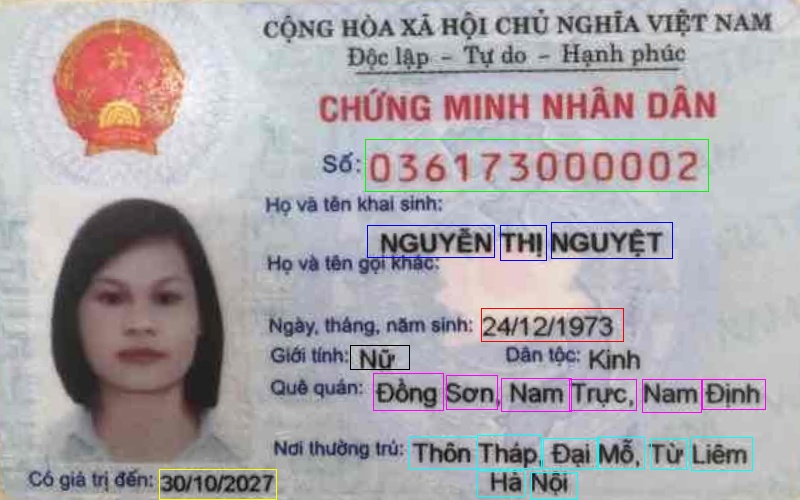 CỘNG HÒA XÃ HỘI CHỦ NGHĨA VIỆT NAM
Độc lập - Tự do - Hạnh phúc
CHỨNG MINH NHÂN DÂN
Số: 036173000002
Họ và tên khai sinh:
NGUYỄN THỊ NGUYỆT
Họ và tên gọi khác:
Ngày, tháng, năm sinh: 24/12/1973
Giới tính: Nữ Dân tộc: Kinh
Quê quán: Đồng Sơn, Nam Trực, Nam Định
Nơi thường trú: Thôn Tháp, Đại Mỗ, Từ Liêm
Hà Nội
Có giá trị đến: 30/10/2027